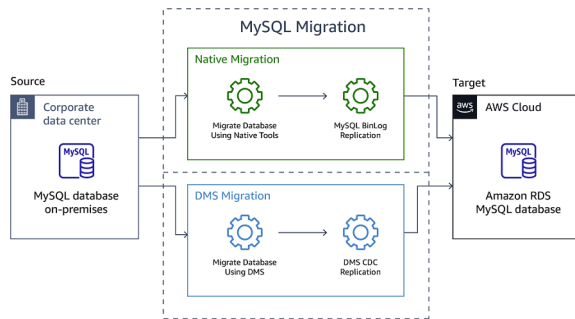 MySQL Migration
Source
Corporate
data center
MySQL
MySQL database
on-premises
Native Migration
Migrate Database
Using Native Tools
MySQL BinLog
Replication
DMS Migration
Migrate Database
Using DMS
DMS CDC
Replication
Target
aws
AWS Cloud
MySQL
Amazon RDS
MySQL database